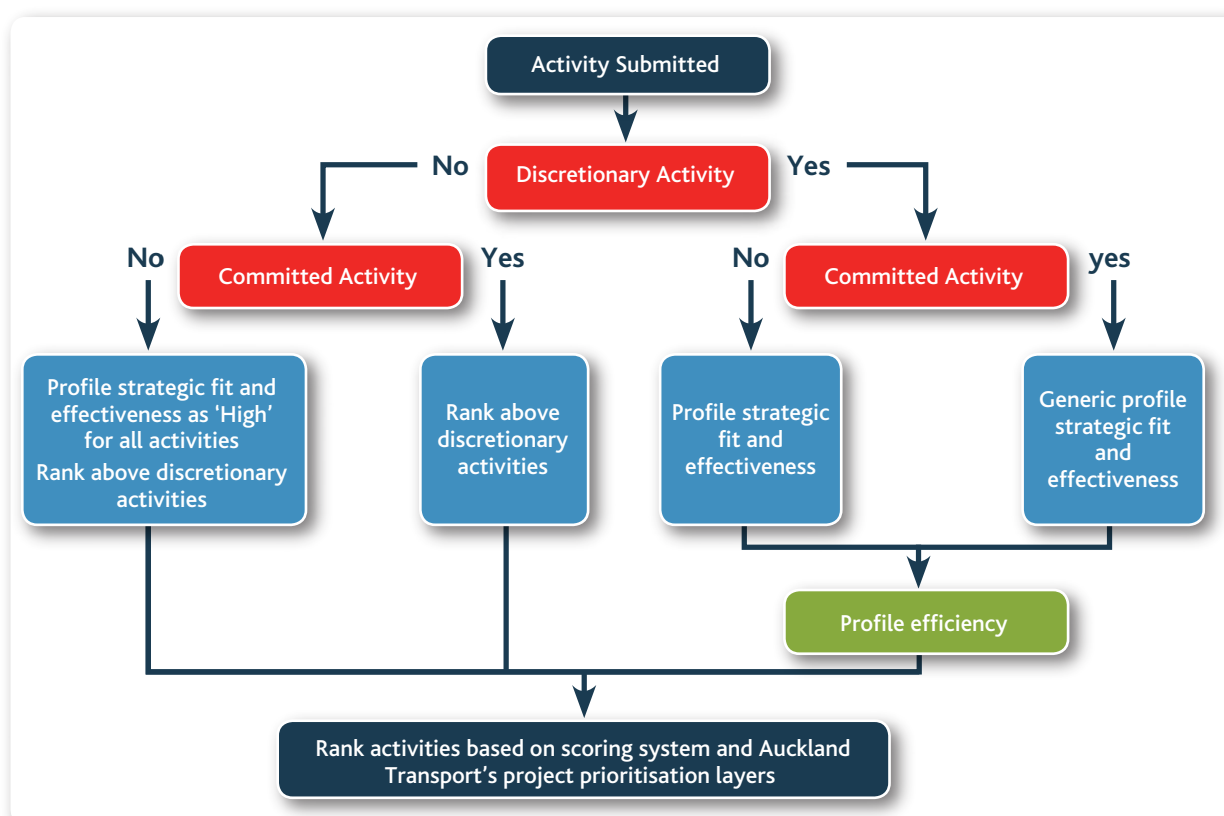 Activity Submitted
No
Discretionary Activity
Yes
No
Committed Activity
Yes
No
Committed Activity
yes
Profile strategic fit and
effectiveness as ‘High’
for all activities
Rank above discretionary
activities
Rank above
discretionary
activities
Profile strategic
fit and
effectiveness
Generic profile
strategic fit
and
effectiveness
Profile efficiency
Rank activities based on scoring system and Auckland
Transport’s project prioritisation layers